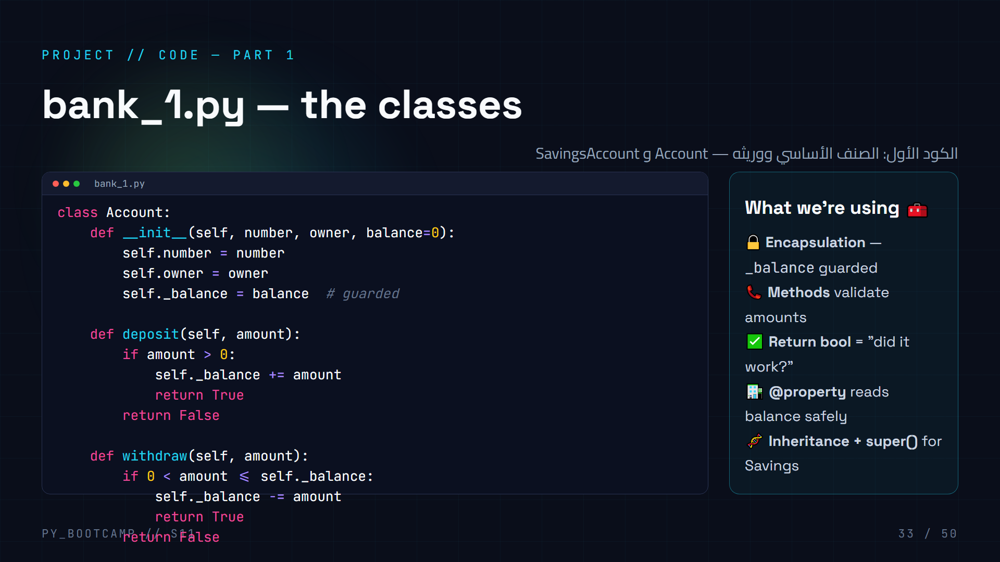 PROJECT // CODE — PART 1
bank_1.py — the classes
الكود الأول: الصنف الأساسي ووريثه — Account و SavingsAccount
bank_1.py
class Account:
    def __init__(self, number, owner, balance=0):
        self.number = number
        self.owner = owner
        self._balance = balance  # guarded
    def deposit(self, amount):
        if amount > 0:
            self._balance += amount
            return True
        return False
    def withdraw(self, amount):
        if 0 < amount <= self._balance:
            self._balance -= amount
            return True
        return False
What we’re using 🧰
🔒 Encapsulation —
_balance guarded
📞 Methods validate
amounts
✅ Return bool = ”did it
work?”
🏢 @property reads
balance safely
🧬 Inheritance + super() for
Savings
PY_BOOTCAMP // S11
33 / 50